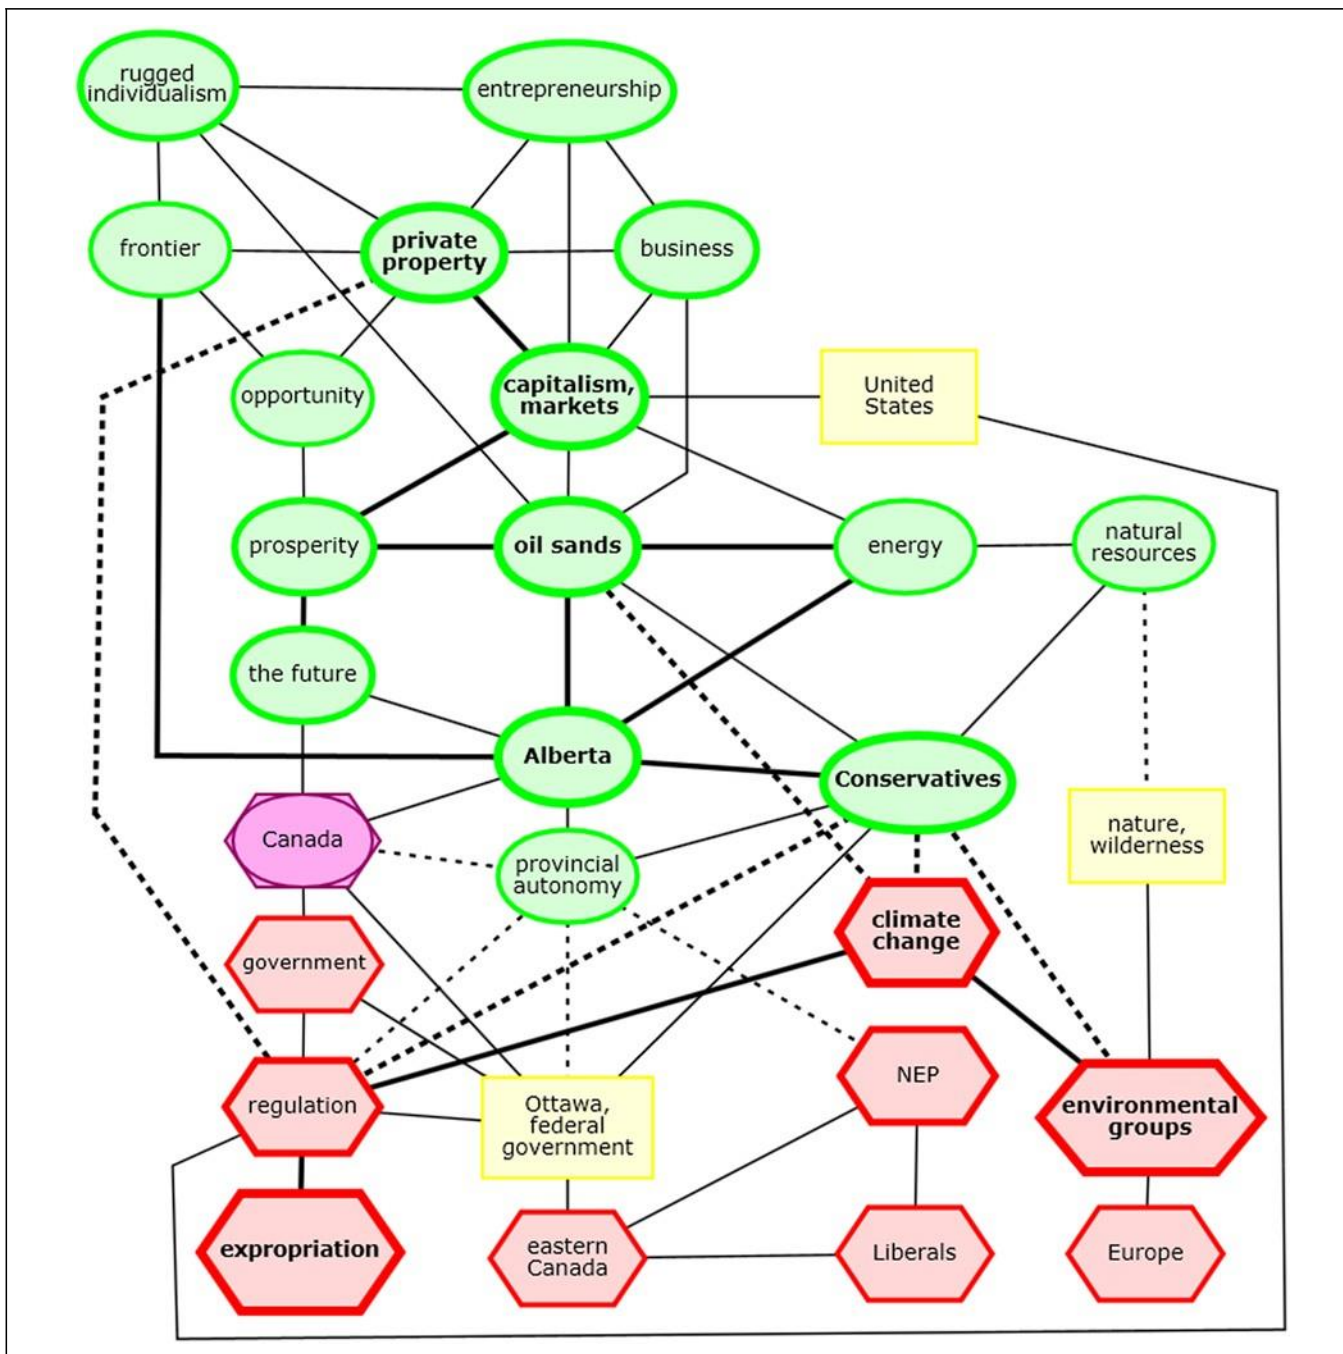 rugged
individualism
entrepreneurship
frontier
private
property
business
opportunity
capitalism,
markets
United
States
prosperity
oil sands
energy
natural
resources
the future
Alberta
Conservatives
Canada
provincial
autonomy
nature,
wilderness
government
climate
change
regulation
Ottawa,
federal
government
NEP
environmental
groups
expropriation
eastern
Canada
Liberals
Europe